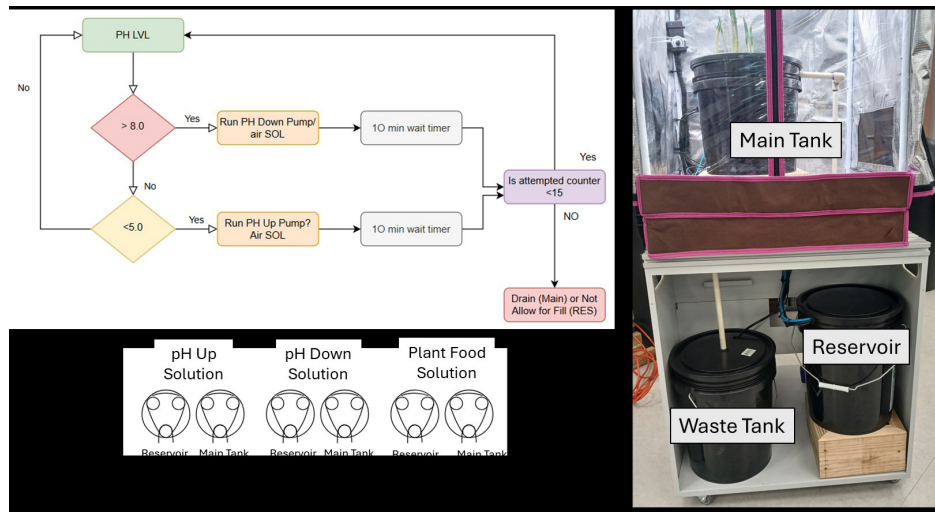 PH LVL
No
> 8.0
Yes
Run PH Down Pump/
air SOL
10 min wait timer
Yes
No
Is attempted counter
<15
<5.0
Yes
Run PH Up Pump?
Air SOL
10 min wait timer
NO
Drain (Main) or Not
Allow for Fill (RES)
pH Up
Solution
pH Down
Solution
Plant Food
Solution
Reservoir
Main Tank
Reservoir
Main Tank
Reservoir
Main Tank
Main Tank
Reservoir
Waste Tank